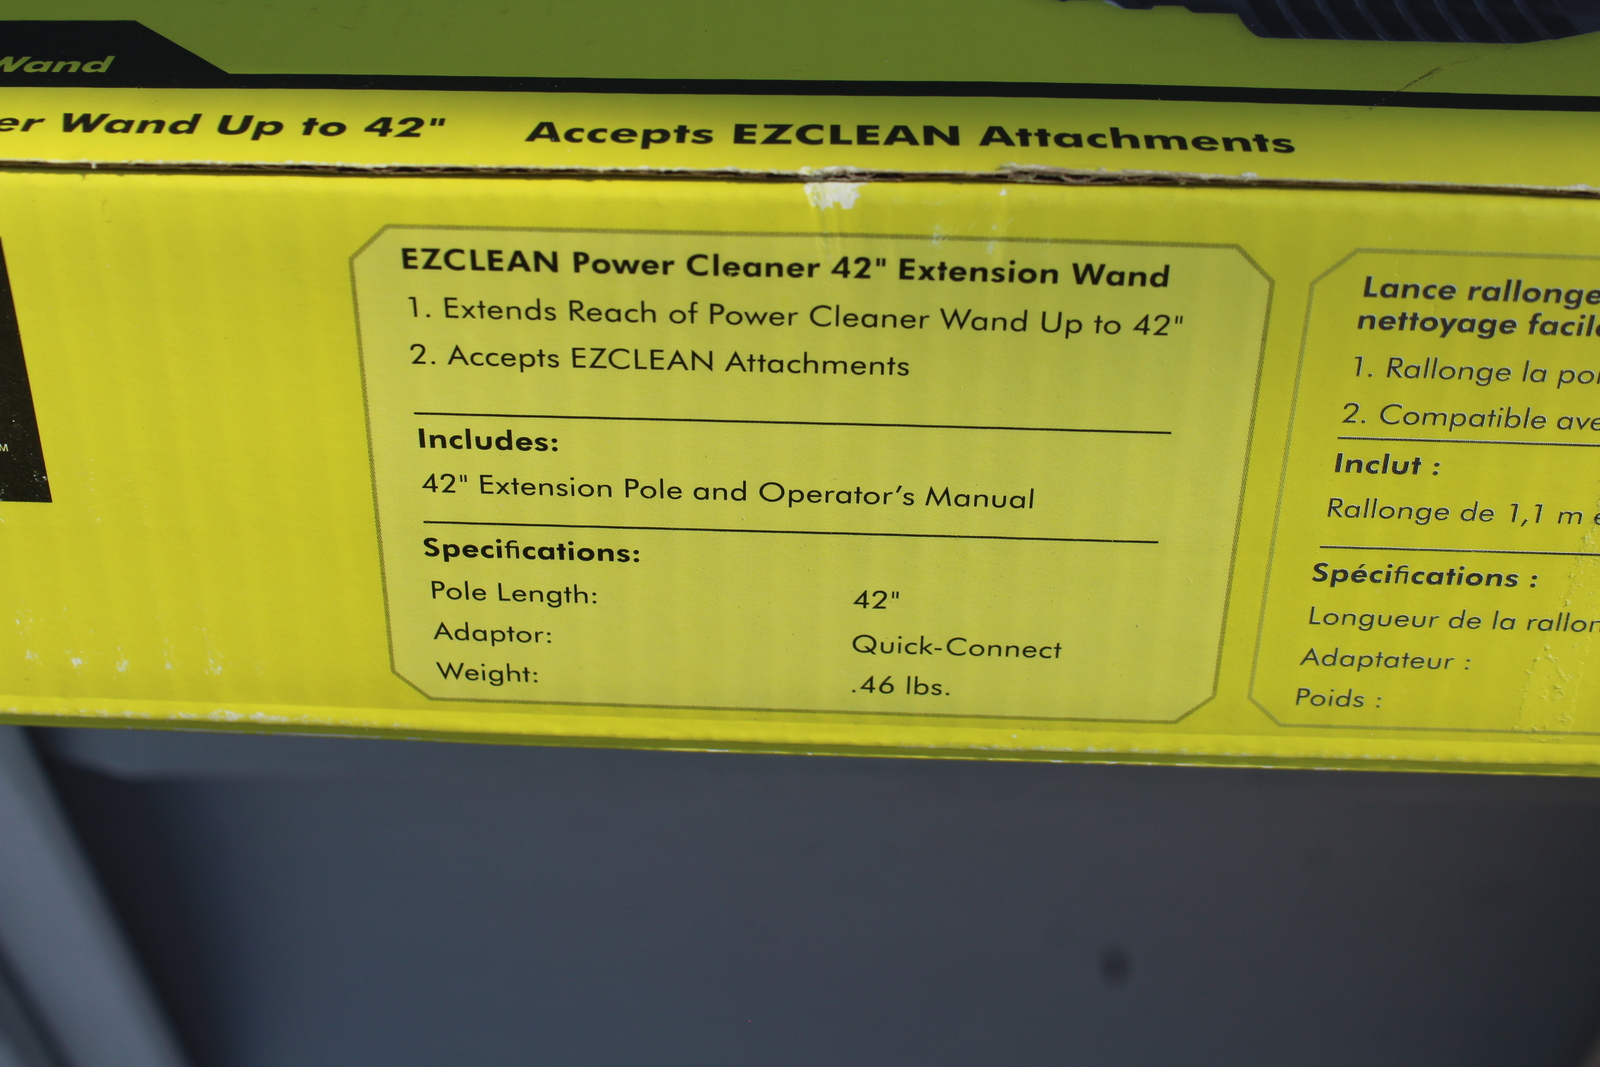 Wand
er Wand Up to 42" Accepts EZCLEAN Attachments
EZCLEAN Power Cleaner 42" Extension Wand
1. Extends Reach of Power Cleaner Wand Up to 42"
2. Accepts EZCLEAN Attachments
Includes:
42" Extension Pole and Operator's Manual
Specifications:
Pole Length: 42"
Adaptor: Quick-Connect
Weight: .46 lbs.
Lance rallonge
nettoyage facil
1. Rallonge la po
2. Compatible ave
Inclut :
Rallonge de 1,1 m e
Spécifications :
Longueur de la rallon
Adaptateur :
Poids :